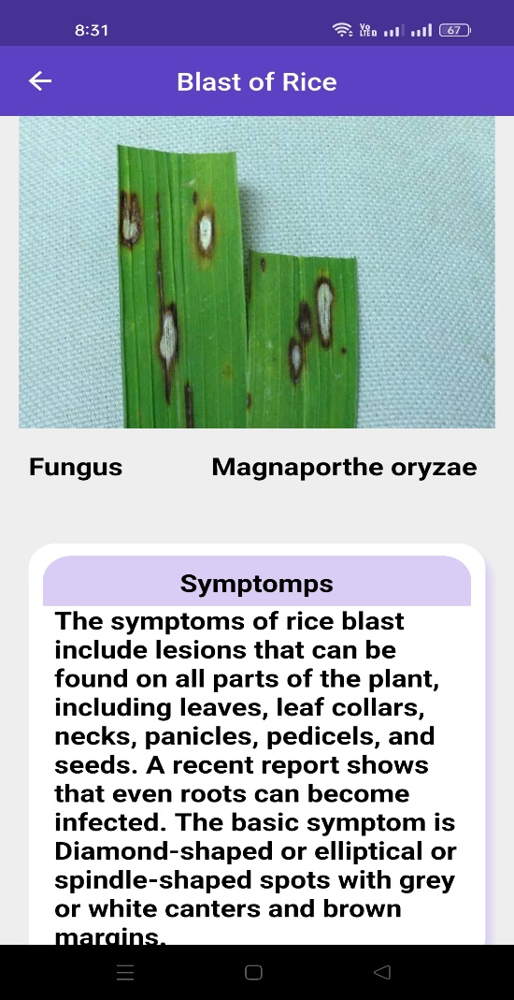 8:31
Vo
LTE D
67
Blast of Rice
Fungus
Magnaporthe oryzae
Symptomps
The symptoms of rice blast
include lesions that can be
found on all parts of the plant,
including leaves, leaf collars,
necks, panicles, pedicels, and
seeds. A recent report shows
that even roots can become
infected. The basic symptom is
Diamond-shaped or elliptical or
spindle-shaped spots with grey
or white canters and brown
margins.